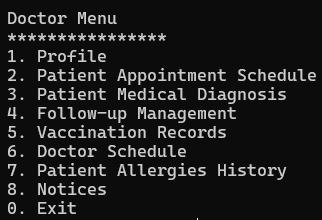 Doctor Menu
****************
1. Profile
2. Patient Appointment Schedule
3. Patient Medical Diagnosis
4. Follow-up Management
5. Vaccination Records
6. Doctor Schedule
7. Patient Allergies History
8. Notices
0. Exit